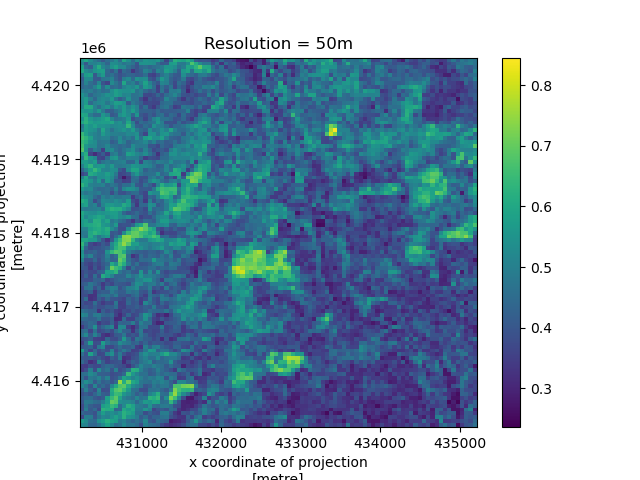 Resolution = 50m
1e6
4.420
4.419
4.418
4.417
4.416
y coordinate of projection
[metre]
431000 432000 433000 434000 435000
x coordinate of projection
[metre]
0.8
0.7
0.6
0.5
0.4
0.3